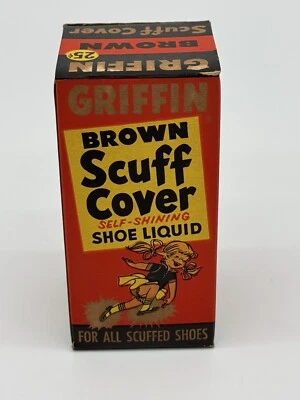 Scuff Cover
BROWN
25¢
GRIFFIN
GRIFFIN
BROWN
Scuff
Cover
SELF-SHINING
SHOE LIQUID
FOR ALL SCUFFED SHOES